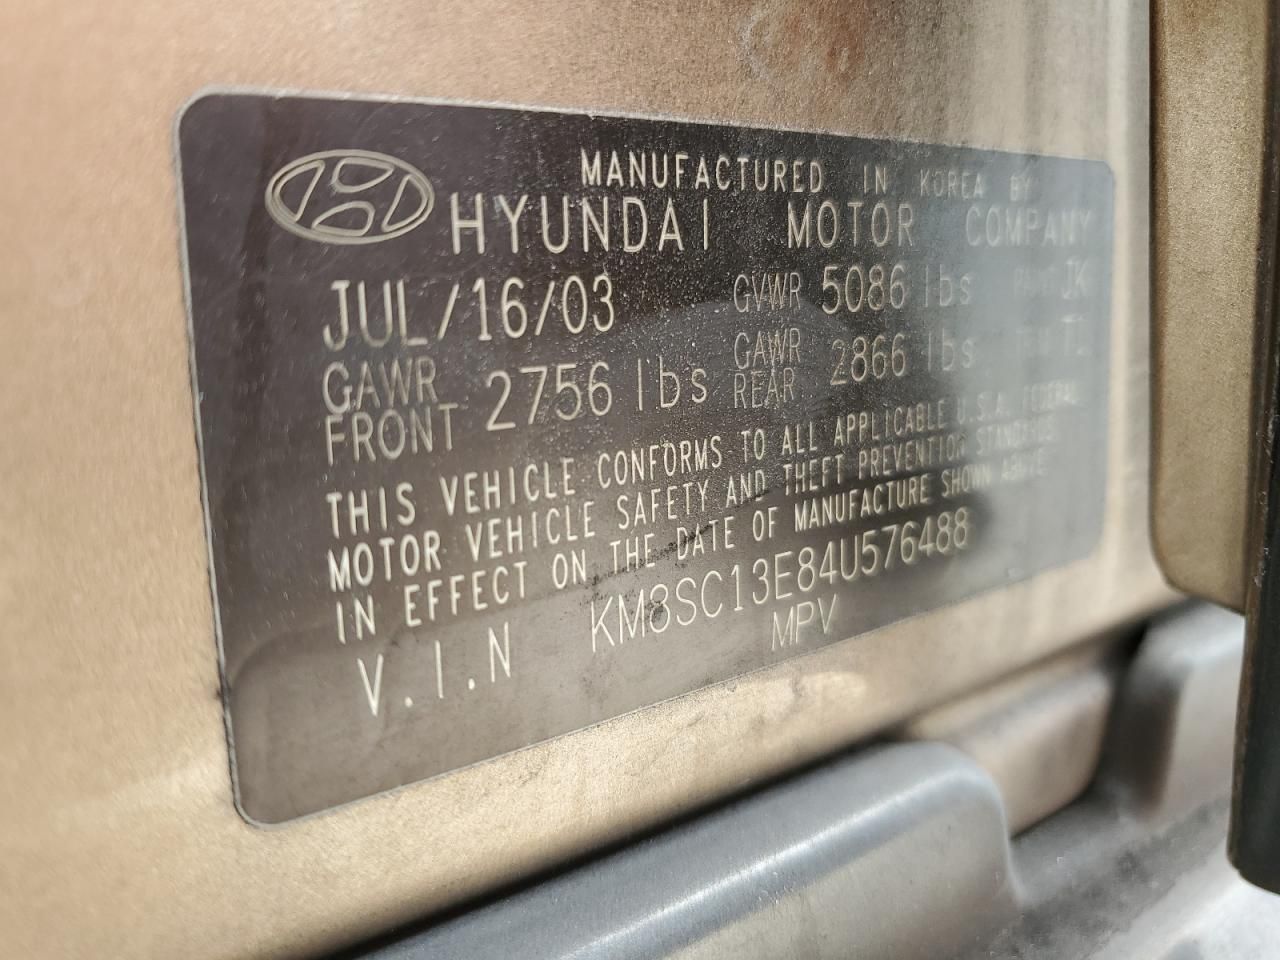 MANUFACTURED IN KOREA BY
HYUNDAI MOTOR COMPANY
JUL/16/03 GVWR 5086 lbs PAINT JK
GAWR FRONT 2756 lbs GAWR REAR 2866 lbs
THIS VEHICLE CONFORMS TO ALL APPLICABLE U.S.A. FEDERAL
MOTOR VEHICLE SAFETY AND THEFT PREVENTION STANDARDS
IN EFFECT ON THE DATE OF MANUFACTURE SHOWN ABOVE
V.I.N KM8SC13E84U576488
MPV